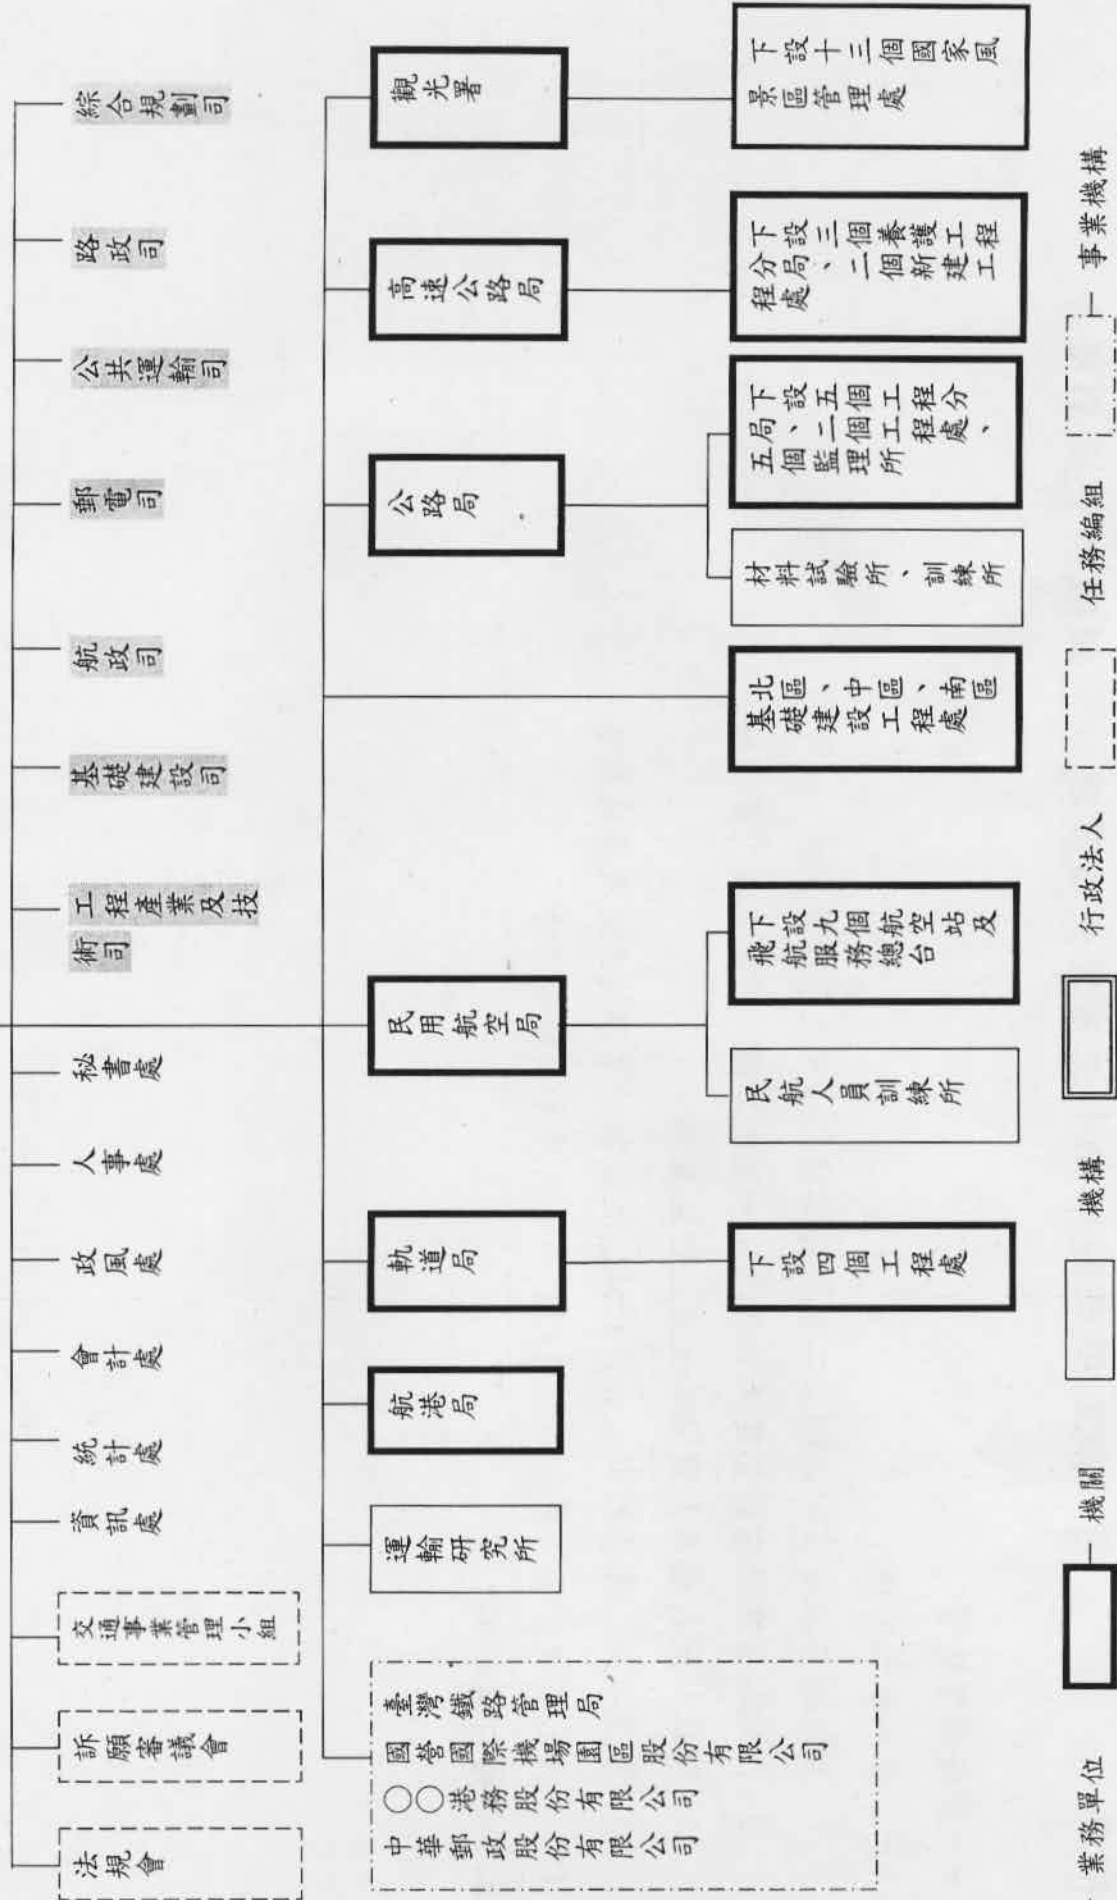 綜合規劃司
路政司
公共運輸司
郵電司
航政司
基礎建設司
工程產業及技
術司
秘書處
人事處
政風處
會計處
統計處
資訊處
交通事業管理小組
訴願審議會
法規會
觀光署
高速公路局
公路局
民用航空局
軌道局
航港局
運輸研究所
臺灣鐵路管理局
國營國際機場園區股份有限公司
○○港務股份有限公司
中華郵政股份有限公司
下設十三個國家風
景區管理處
下設三個養護工程
分局、二個新建工
程處
下設五個工程分
局、二五個工程處、
五個監理所
材料試驗所、訓練所
北區、中區、南區
基礎建設工程處
下設九個航空站及
飛航服務總台
民航人員訓練所
下設四個工程處
業務單位
機關
機構
行政法人
任務編組
事業機構